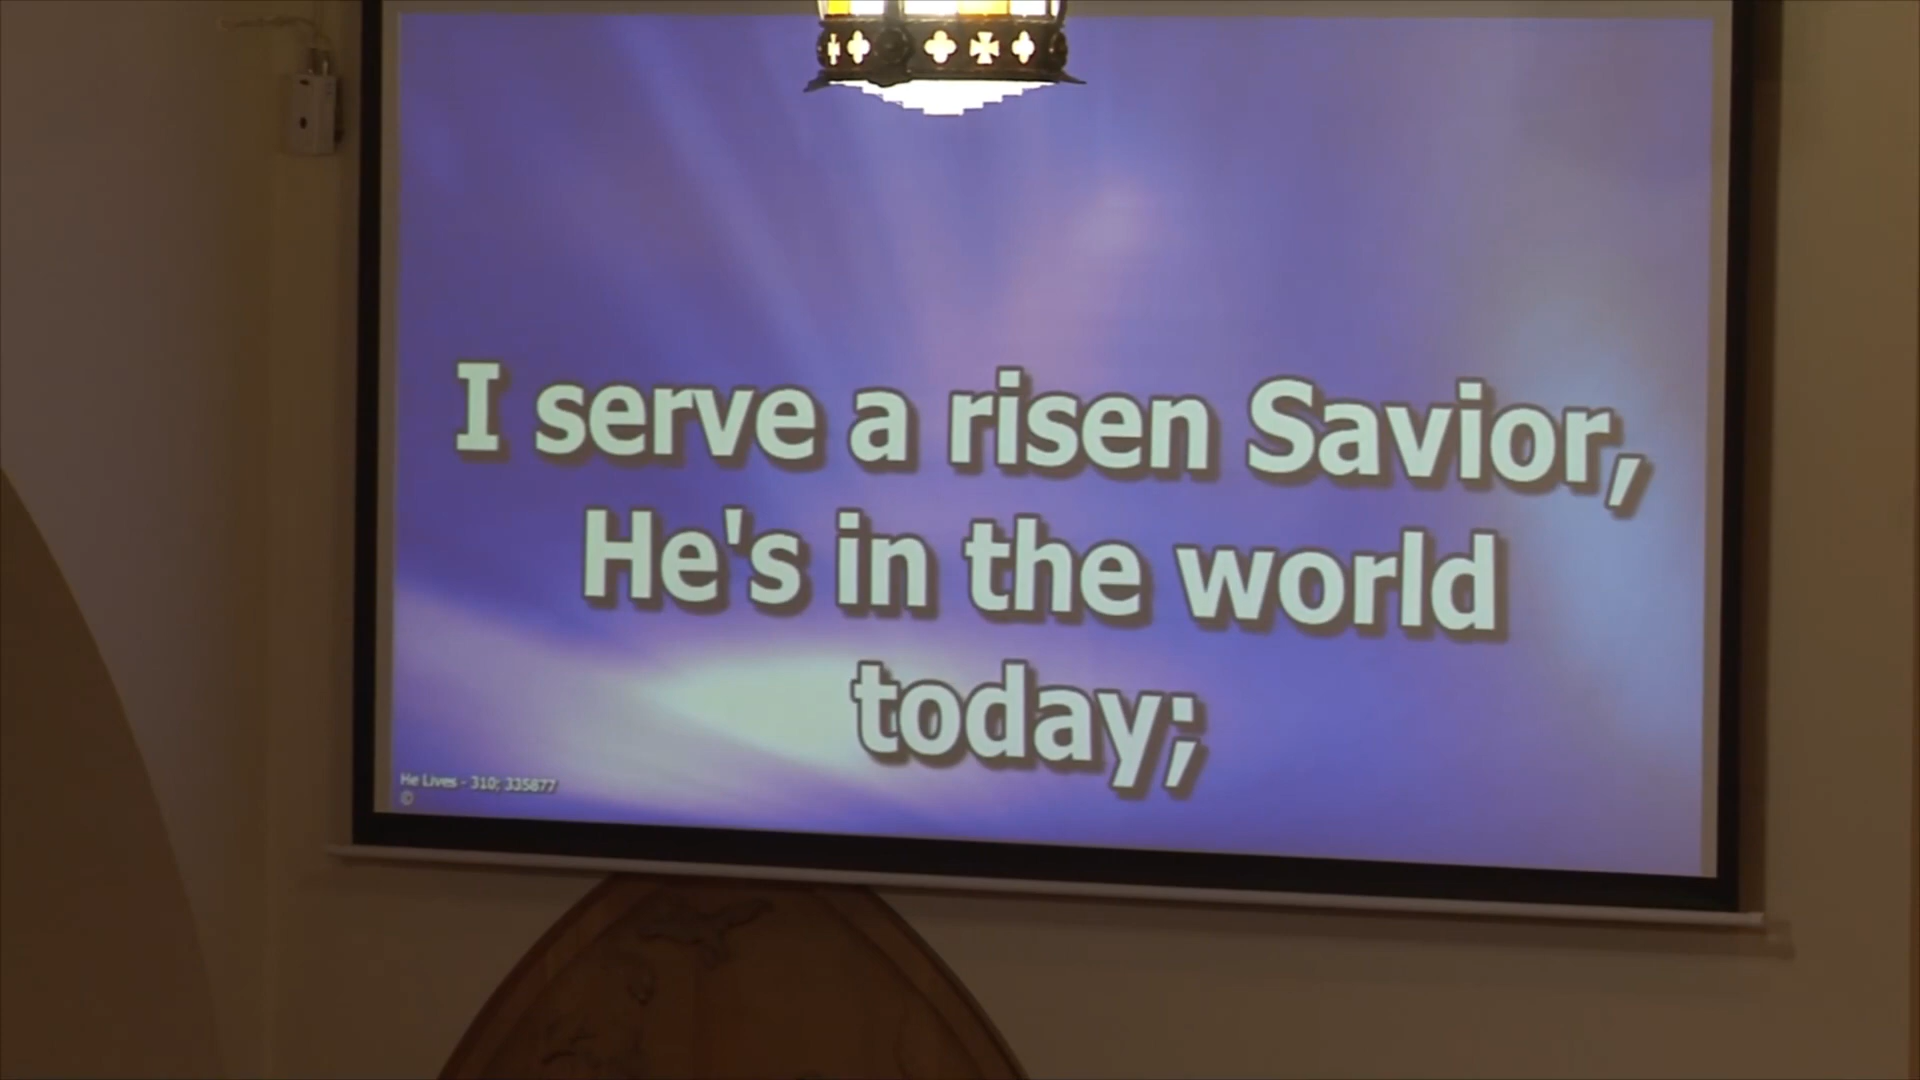 I serve a risen Savior,
He's in the world
today;
He Lives - 310; 335877
©